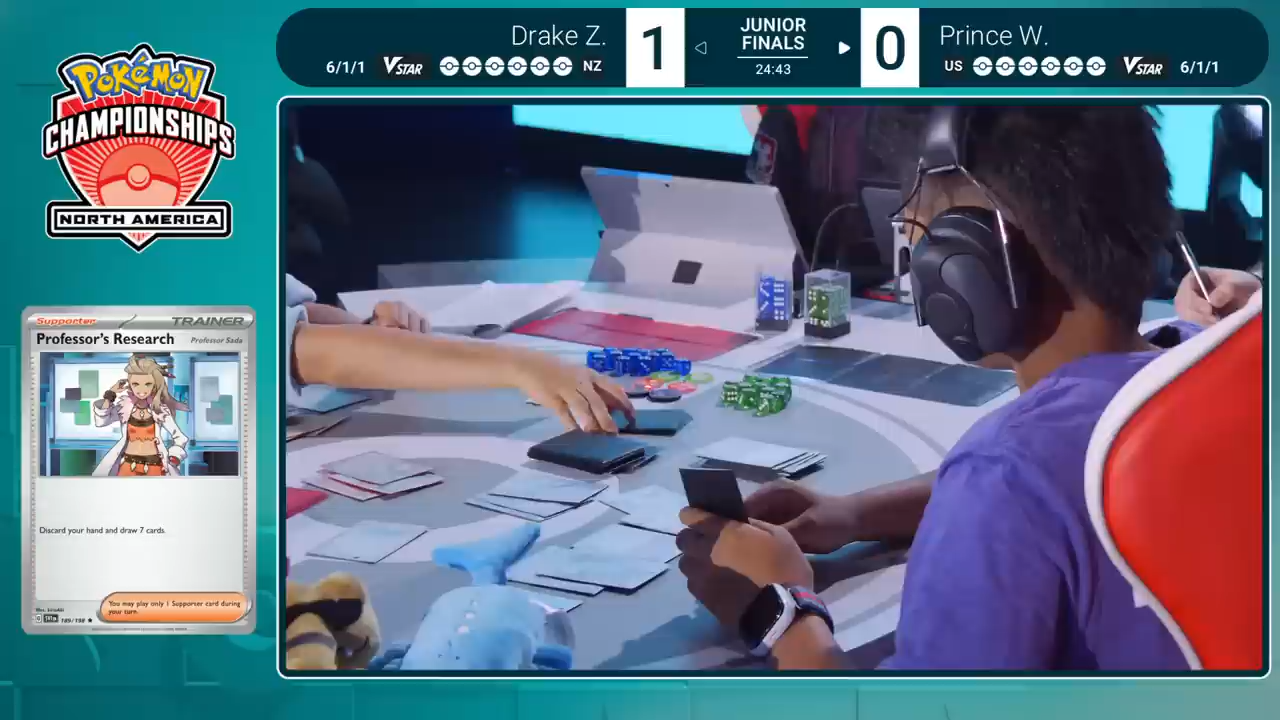 Drake Z.
1
JUNIOR
FINALS
24:43
0
Prince W.
6/1/1
VSTAR
NZ
US
VSTAR
6/1/1
POKÉMON
CHAMPIONSHIPS
NORTH AMERICA
Supporter
TRAINER
Professor's Research
Professor Sada
Discard your hand and draw 7 cards.
You may play only 1 Supporter card during
your turn.
189/198